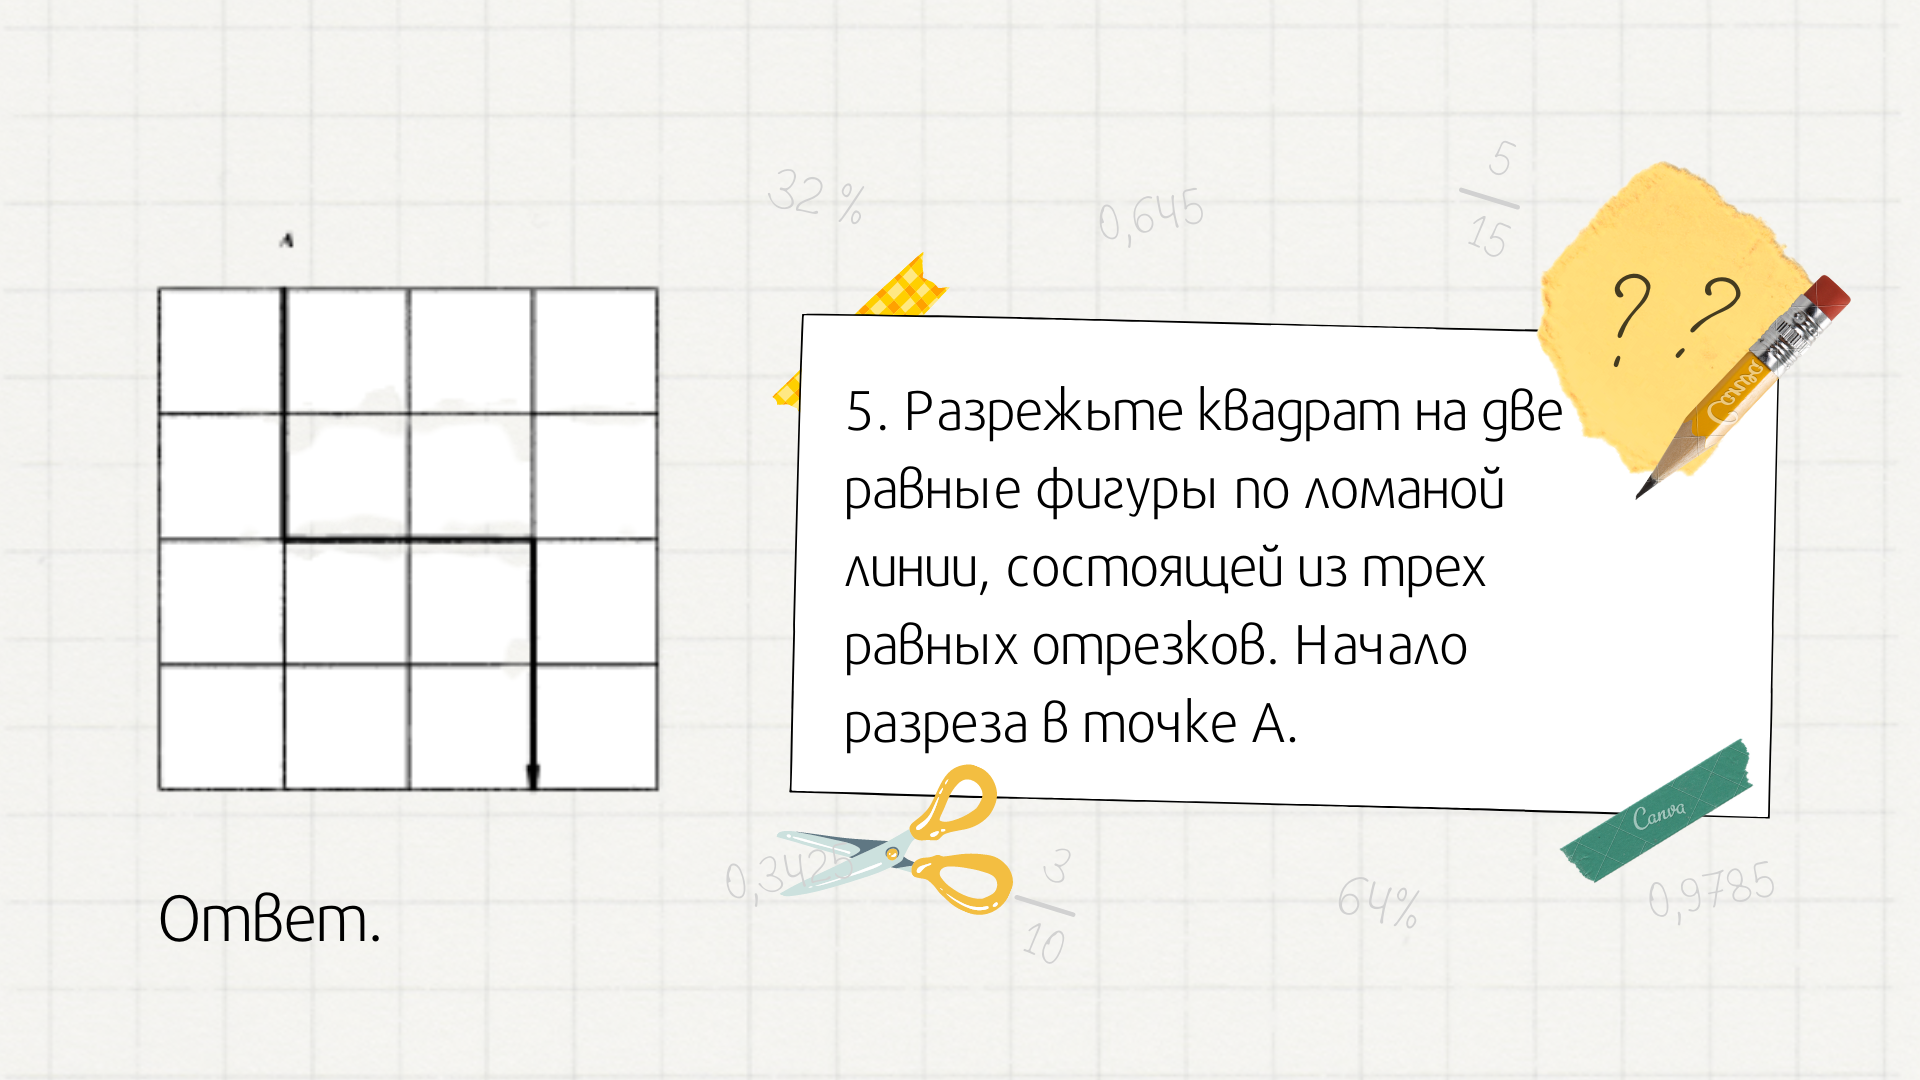 32 %
0,645
5
15
А
? ?
5. Разрежьте квадрат на две
равные фигуры по ломаной
линии, состоящей из трех
равных отрезков. Начало
разреза в точке А.
Canva
Canva
0,3425
3
10
64%
0,9785
Ответ.